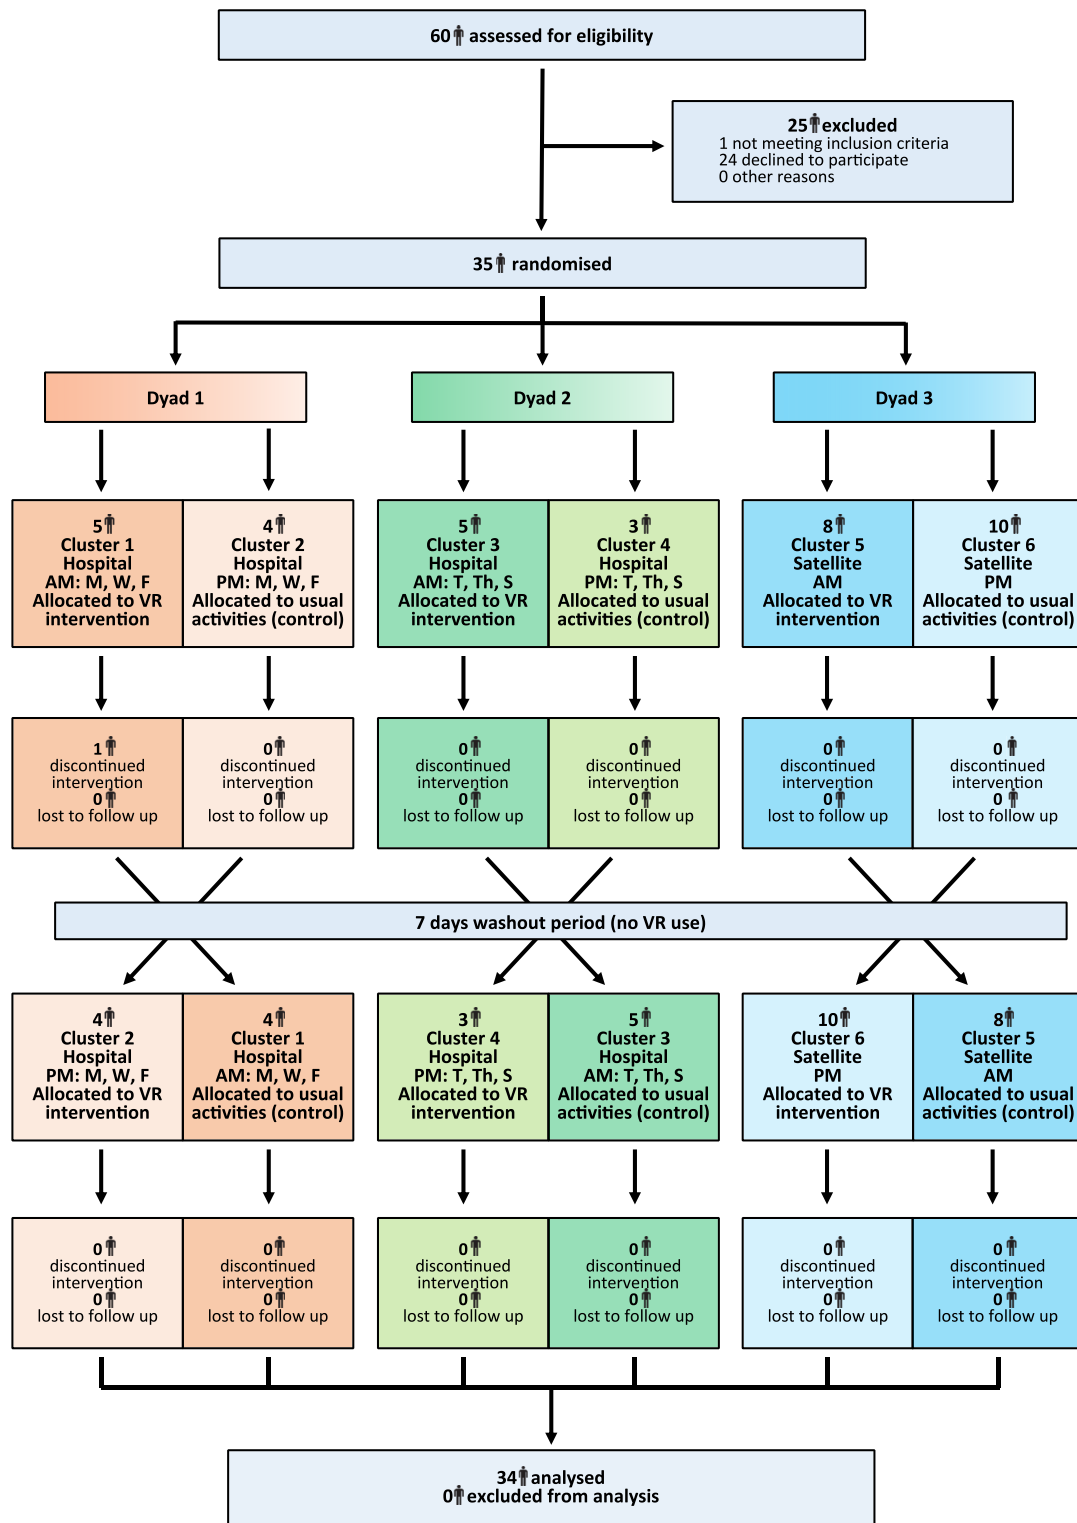 60 assessed for eligibility
25 excluded
1 not meeting inclusion criteria
24 declined to participate
0 other reasons
35 randomised
Dyad 1
Dyad 2
Dyad 3
5
Cluster 1
Hospital
AM: M, W, F
Allocated to VR
intervention
4
Cluster 2
Hospital
PM: M, W, F
Allocated to usual
activities (control)
5
Cluster 3
Hospital
AM: T, Th, S
Allocated to VR
intervention
3
Cluster 4
Hospital
PM: T, Th, S
Allocated to usual
activities (control)
8
Cluster 5
Satellite
AM
Allocated to VR
intervention
10
Cluster 6
Satellite
PM
Allocated to usual
activities (control)
1
discontinued
intervention
0
lost to follow up
0
discontinued
intervention
0
lost to follow up
0
discontinued
intervention
0
lost to follow up
0
discontinued
intervention
0
lost to follow up
0
discontinued
intervention
0
lost to follow up
0
discontinued
intervention
0
lost to follow up
7 days washout period (no VR use)
4
Cluster 2
Hospital
PM: M, W, F
Allocated to VR
intervention
4
Cluster 1
Hospital
AM: M, W, F
Allocated to usual
activities (control)
3
Cluster 4
Hospital
PM: T, Th, S
Allocated to VR
intervention
5
Cluster 3
Hospital
AM: T, Th, S
Allocated to usual
activities (control)
10
Cluster 6
Satellite
PM
Allocated to VR
intervention
8
Cluster 5
Satellite
AM
Allocated to usual
activities (control)
0
discontinued
intervention
0
lost to follow up
0
discontinued
intervention
0
lost to follow up
0
discontinued
intervention
0
lost to follow up
0
discontinued
intervention
0
lost to follow up
0
discontinued
intervention
0
lost to follow up
0
discontinued
intervention
0
lost to follow up
34 analysed
0 excluded from analysis